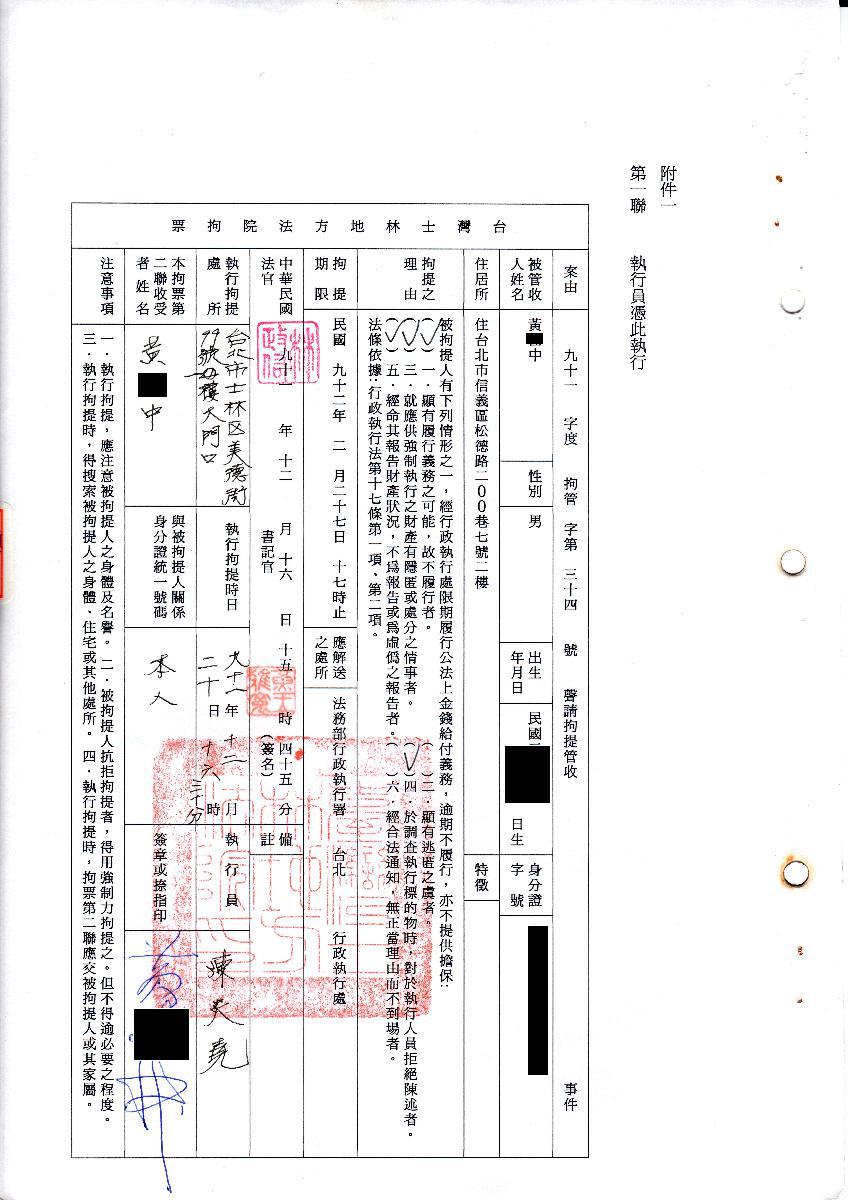 附件一
第一聯 執行員憑此執行
台灣士林地方法院拘票
案由 九十一 字度 拘管 字第 三十四 號 聲請拘提管收 事件
被管收人姓名 黃 中 性別 男 出生年月日 民國 日生 身分證字號
住居所 住台北市信義區松德路二00巷七號二樓 特徵
拘提之理由
被拘提人有下列情形之一，經行政執行處限期履行公法上金錢給付義務，逾期不履行，亦不提供擔保：
(✓)一．顯有履行義務之可能，故不履行者。 ( )二．顯有逃匿之虞者。
(✓)三．就應供強制執行之財產有隱匿或處分之情事者。 (✓)四．於調查執行標的物時，對於執行人員拒絕陳述者。
(✓)五．經命其報告財產狀況，不爲報告或爲虛僞之報告者。 ( )六．經合法通知，無正當理由而不到場者。
法條依據：行政執行法第十七條第一項、第二項。
拘提期限 民國 九十二年 二 月二十七日 十七時止 應解送之處所 法務部行政執行署 台北 行政執行處
中華民國 九十一 年 十二 月 十六 日 十五 時 四十五 分 備註
法官 書記官 (簽名)
執行拘提處所 台北市士林区美德街99號四樓大門口 執行拘提時日 九十一年十二月二十日十六時三十分 執行員 陳天堯
本拘票第二聯收受者姓名 黃 中 與被拘提人關係身分證統一號碼 本人 簽章或捺指印 黃
注意事項
一．執行拘提，應注意被拘提人之身體及名譽。 二．被拘提人抗拒拘提者，得用強制力拘提之。但不得逾必要之程度。
三．執行拘提時，得搜索被拘提人之身體、住宅或其他處所。 四．執行拘提時，拘票第二聯應交被拘提人或其家屬。